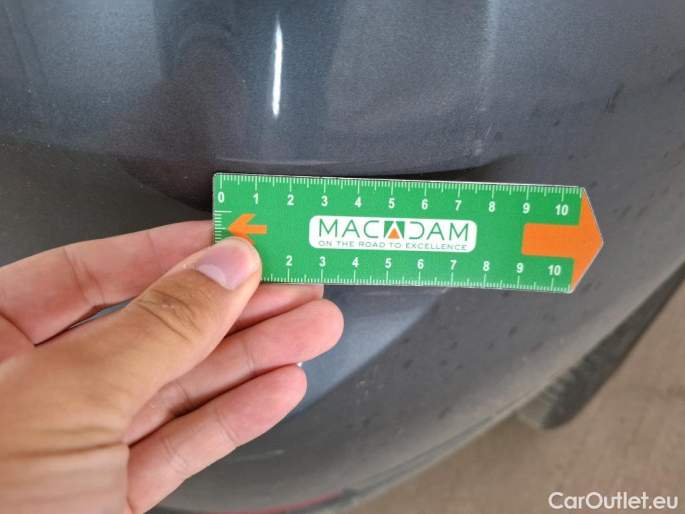 0 1 2 3 4 5 6 7 8 9 10
MACADAM
ON THE ROAD TO EXCELLENCE
2 3 4 5 6 7 8 9 10
CarOutlet.eu